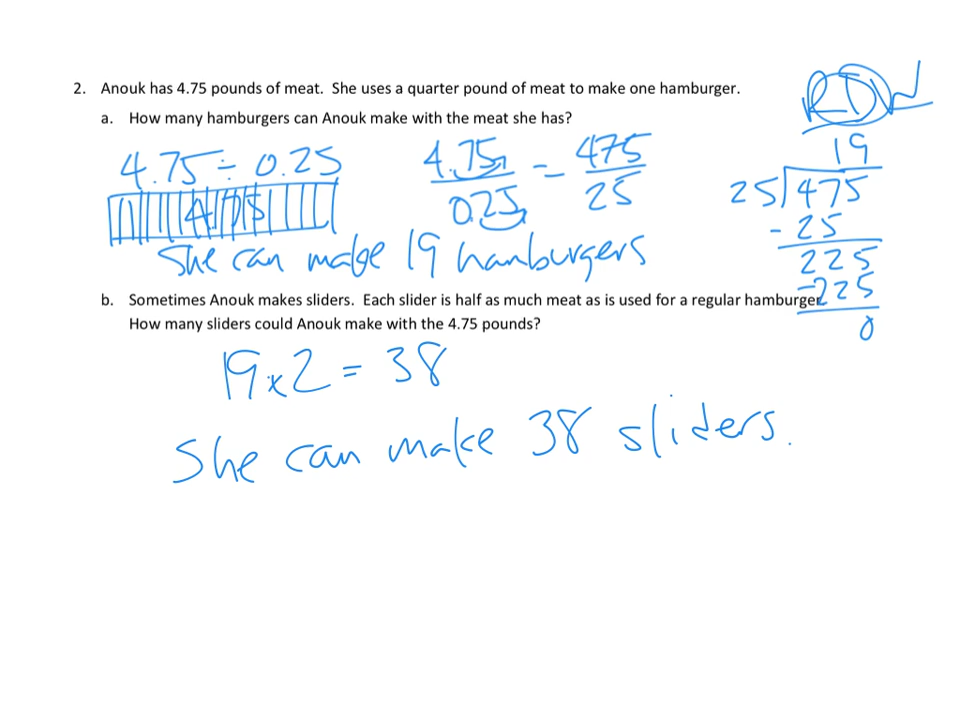 RDW
2. Anouk has 4.75 pounds of meat. She uses a quarter pound of meat to make one hamburger.
a. How many hamburgers can Anouk make with the meat she has?
4.75 ÷ 0.25
4.75 / 0.25 = 475 / 25
19
25)475
- 25
225
-225
0
4.75
She can make 19 hamburgers
b. Sometimes Anouk makes sliders. Each slider is half as much meat as is used for a regular hamburger.
How many sliders could Anouk make with the 4.75 pounds?
19 x 2 = 38
She can make 38 sliders.